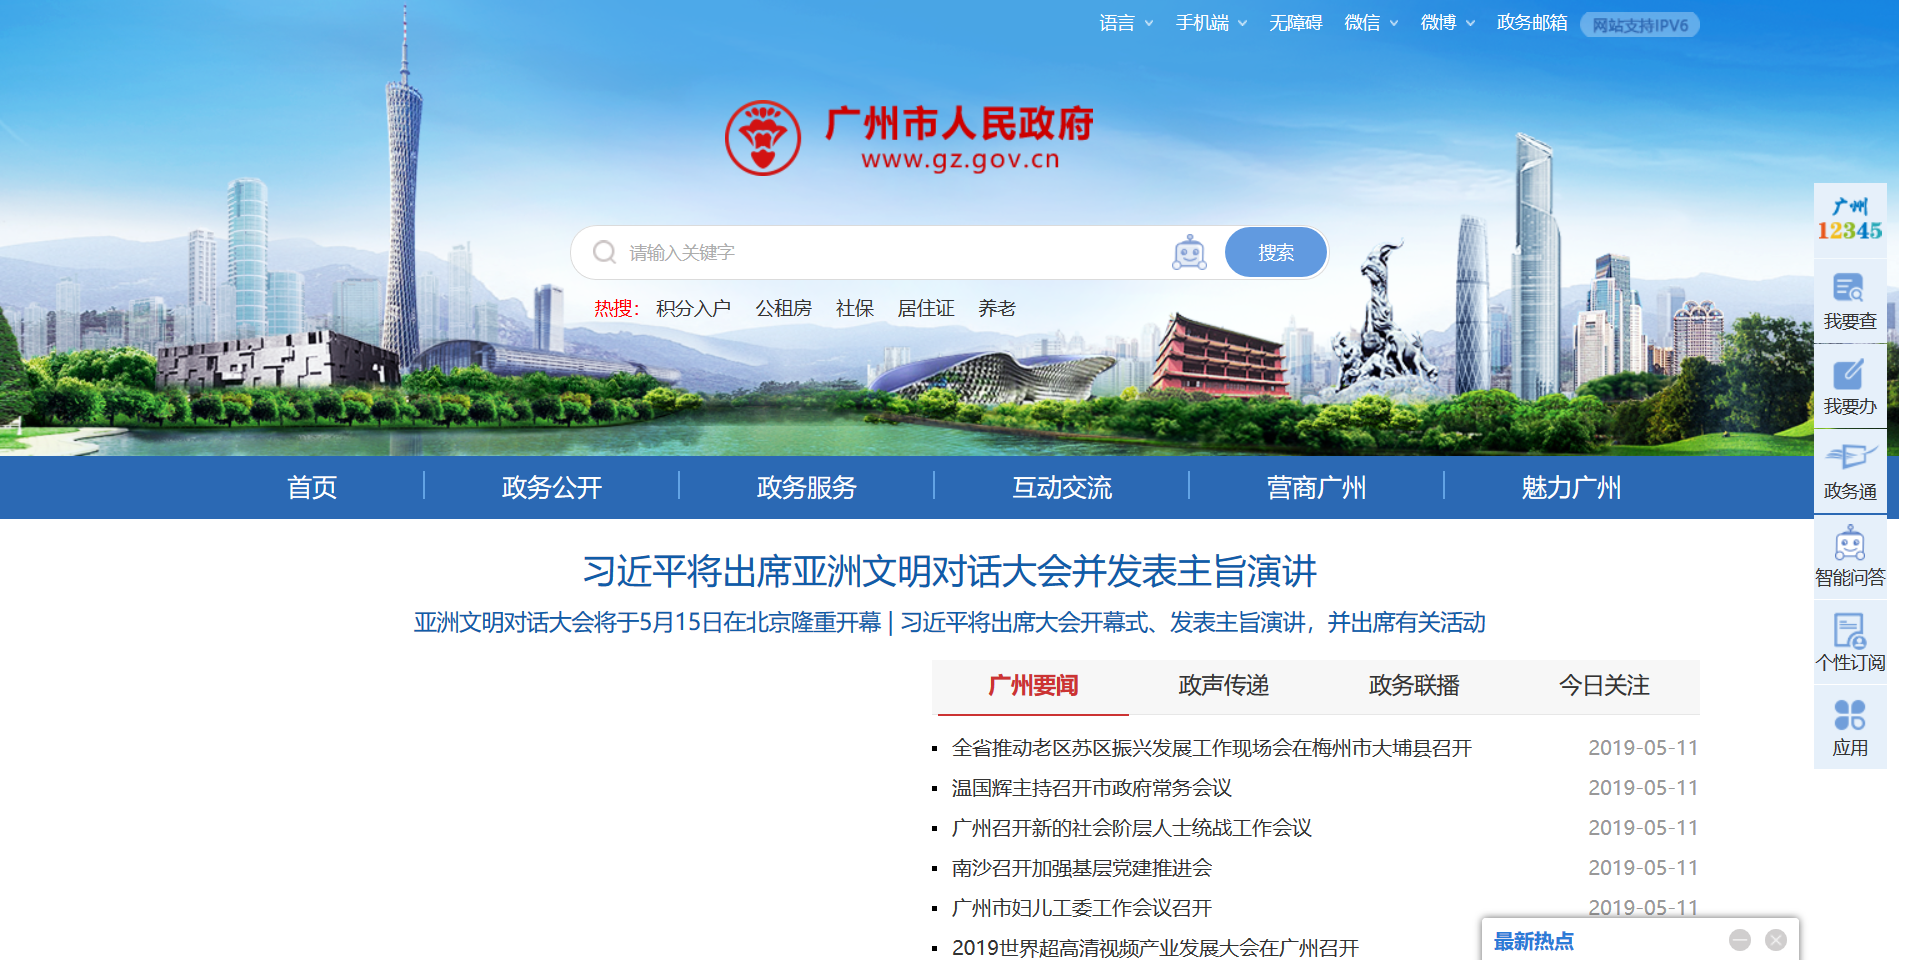 语言 手机端 无障碍 微信 微博 政务邮箱 网站支持IPV6
广州市人民政府
www.gz.gov.cn
请输入关键字 搜索
热搜： 积分入户 公租房 社保 居住证 养老
首页 政务公开 政务服务 互动交流 营商广州 魅力广州
习近平将出席亚洲文明对话大会并发表主旨演讲
亚洲文明对话大会将于5月15日在北京隆重开幕 | 习近平将出席大会开幕式、发表主旨演讲，并出席有关活动
广州要闻 政声传递 政务联播 今日关注
全省推动老区苏区振兴发展工作现场会在梅州市大埔县召开 2019-05-11
温国辉主持召开市政府常务会议 2019-05-11
广州召开新的社会阶层人士统战工作会议 2019-05-11
南沙召开加强基层党建推进会 2019-05-11
广州市妇儿工委工作会议召开 2019-05-11
2019世界超高清视频产业发展大会在广州召开
最新热点
广州
12345
我要查
我要办
政务通
智能问答
个性订阅
应用